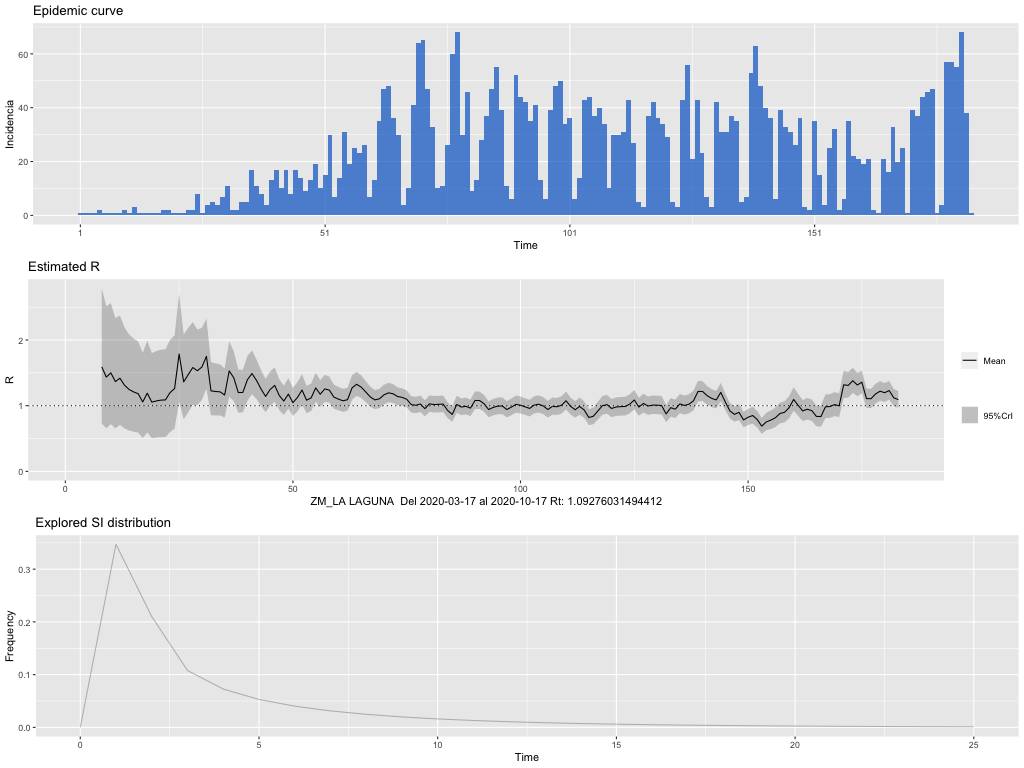 Epidemic curve
60
40
20
0
Incidencia
1
51
101
151
Time
Estimated R
2
1
0
R
0
50
100
150
Mean
95%CrI
ZM_LA LAGUNA Del 2020-03-17 al 2020-10-17 Rt: 1.09276031494412
Explored SI distribution
0.3
0.2
0.1
0.0
Frequency
0
5
10
15
20
25
Time